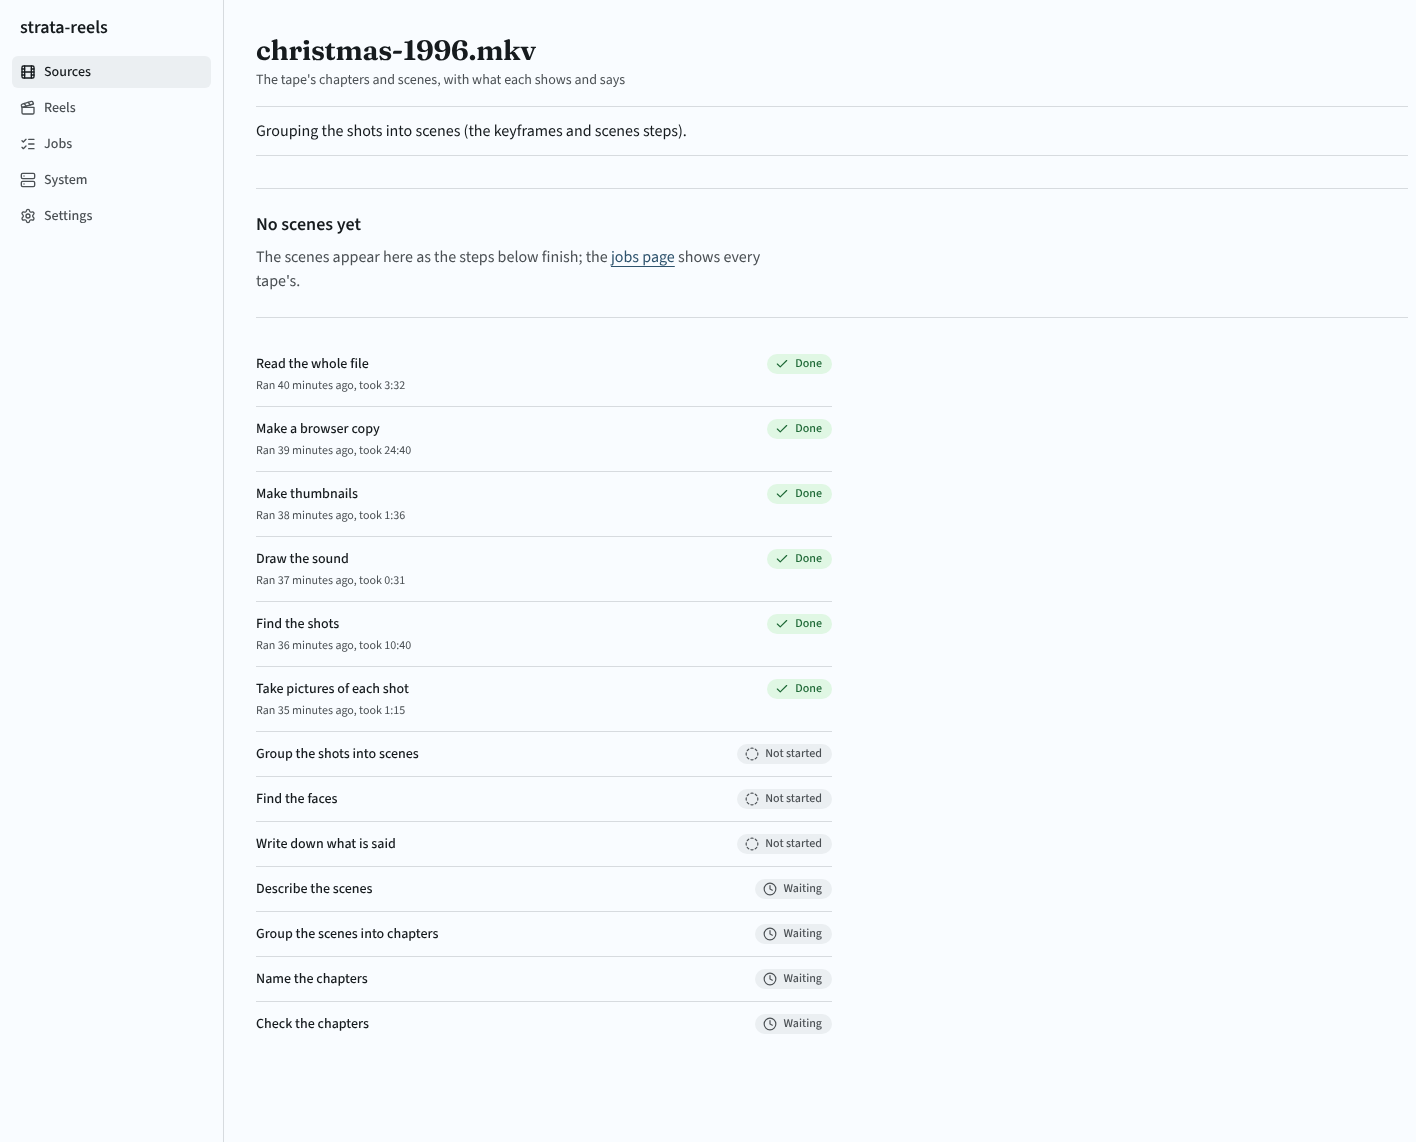 strata-reels
Sources
Reels
Jobs
System
Settings
christmas-1996.mkv
The tape's chapters and scenes, with what each shows and says
Grouping the shots into scenes (the keyframes and scenes steps).
No scenes yet
The scenes appear here as the steps below finish; the jobs page shows every
tape's.
Read the whole file
Done
Ran 40 minutes ago, took 3:32
Make a browser copy
Done
Ran 39 minutes ago, took 24:40
Make thumbnails
Done
Ran 38 minutes ago, took 1:36
Draw the sound
Done
Ran 37 minutes ago, took 0:31
Find the shots
Done
Ran 36 minutes ago, took 10:40
Take pictures of each shot
Done
Ran 35 minutes ago, took 1:15
Group the shots into scenes
Not started
Find the faces
Not started
Write down what is said
Not started
Describe the scenes
Waiting
Group the scenes into chapters
Waiting
Name the chapters
Waiting
Check the chapters
Waiting